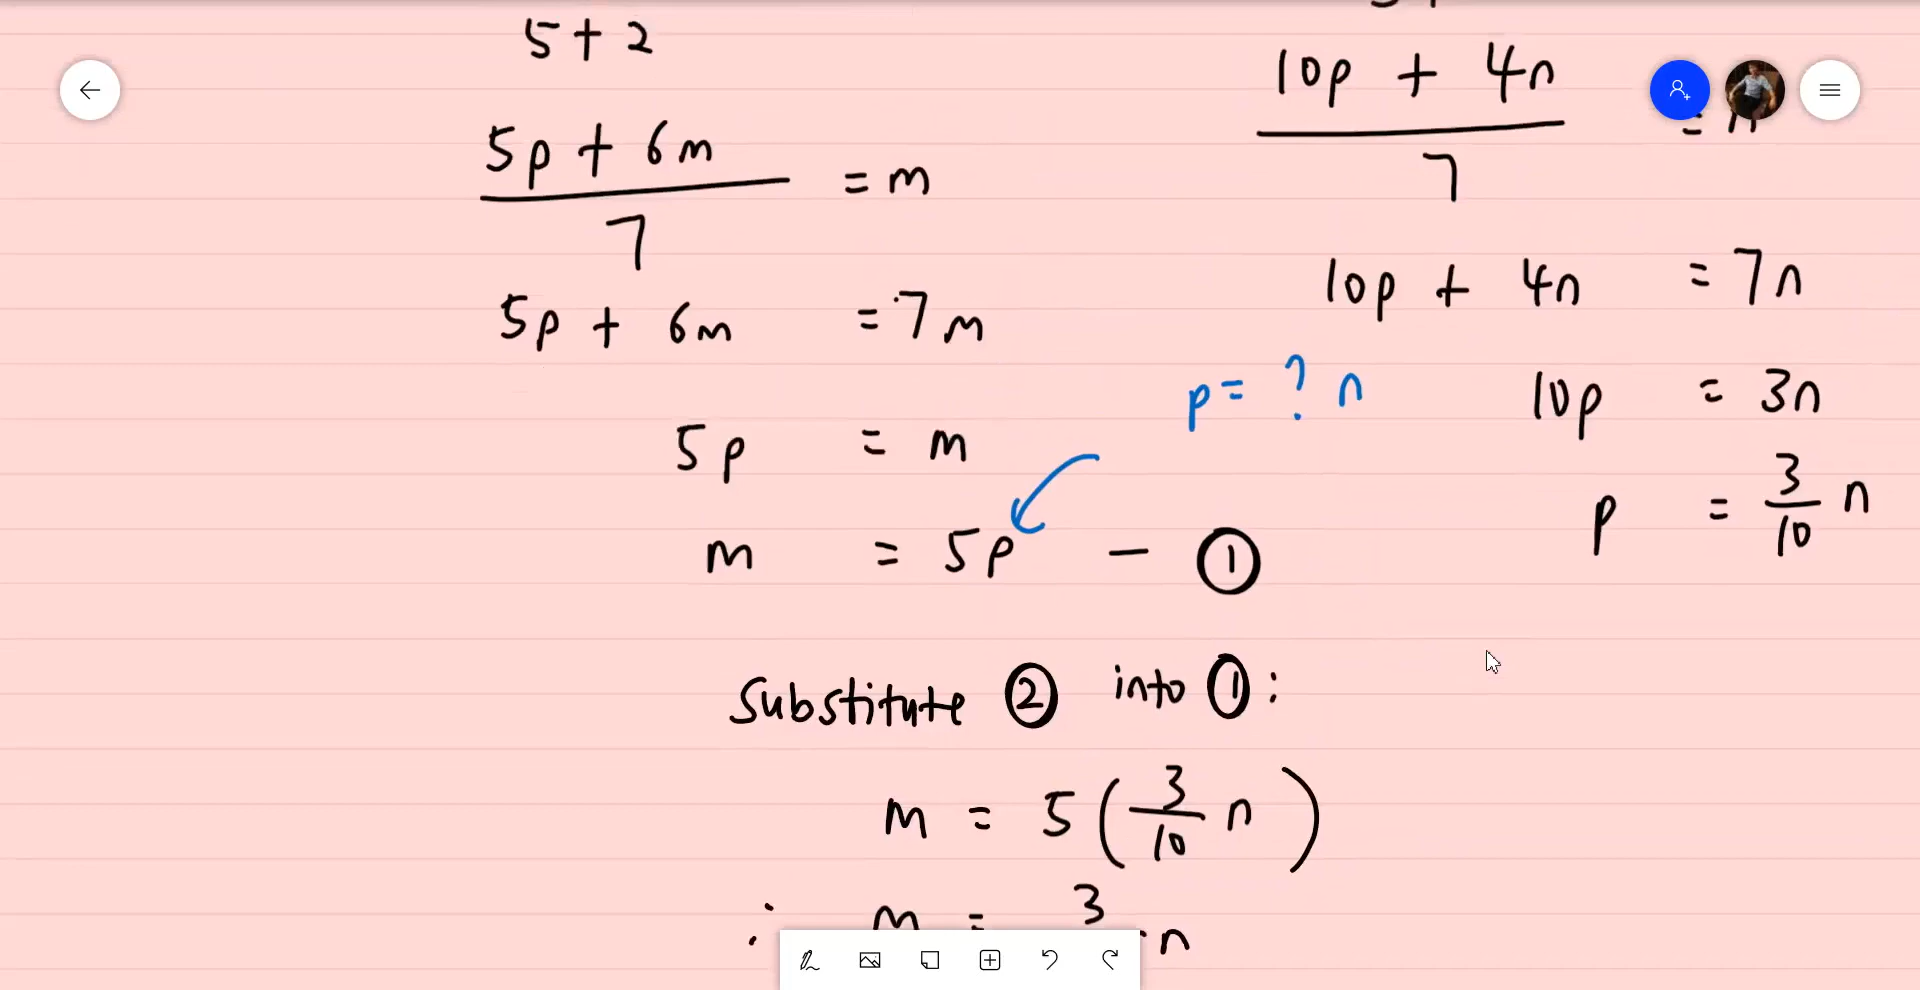 5 + 2
5p + 6m
= m
7
5p + 6m = 7m
5p = m
m = 5p - ①
10p + 4n
= n
7
10p + 4n = 7n
p = ? n
10p = 3n
p = 3/10 n
Substitute ② into ① :
m = 5 ( 3/10 n )
∴ m = 3 n